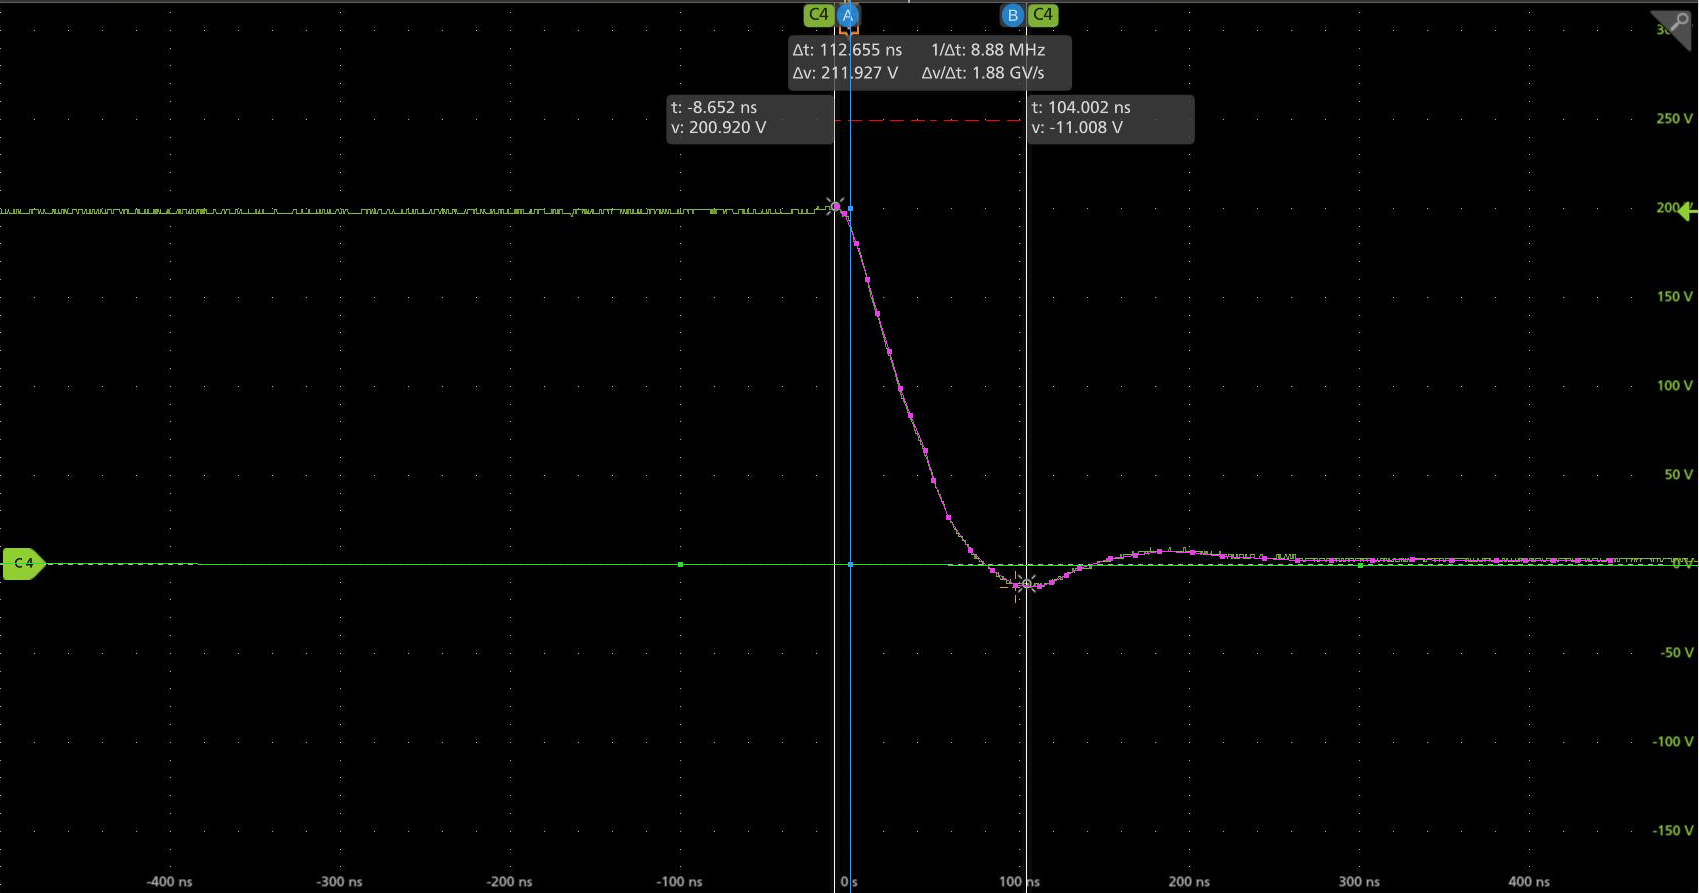 C4 A B C4
Δt: 112.655 ns 1/Δt: 8.88 MHz
Δv: 211.927 V Δv/Δt: 1.88 GV/s
t: -8.652 ns
v: 200.920 V
t: 104.002 ns
v: -11.008 V
250 V
200 V
150 V
100 V
50 V
C4
0 V
-50 V
-100 V
-150 V
-400 ns -300 ns -200 ns -100 ns 0 s 100 ns 200 ns 300 ns 400 ns